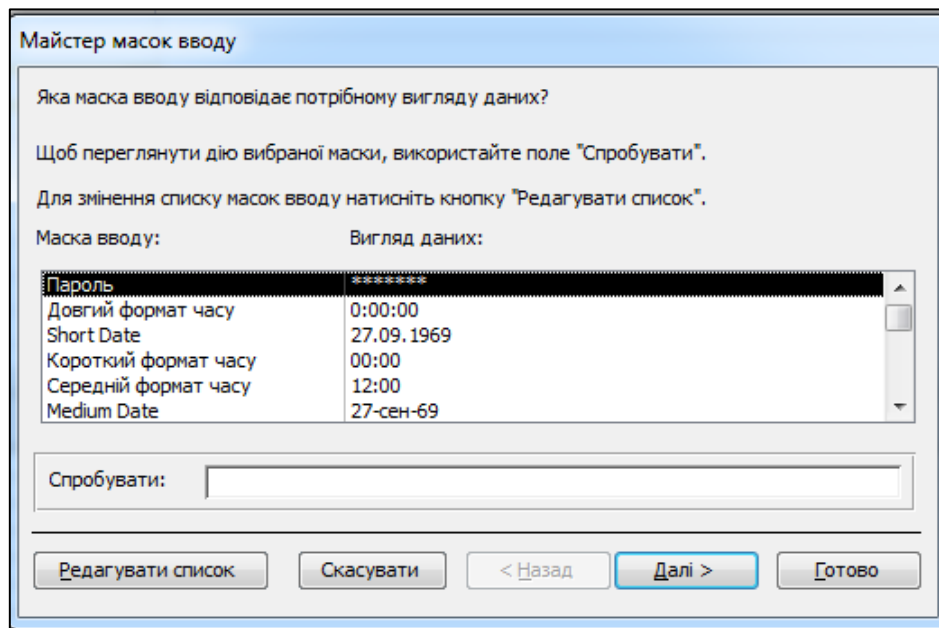 Майстер масок вводу
Яка маска вводу відповідає потрібному вигляду даних?
Щоб переглянути дію вибраної маски, використайте поле "Спробувати".
Для змінення списку масок вводу натисніть кнопку "Редагувати список".
Маска вводу: Вигляд даних:
Пароль *******
Довгий формат часу 0:00:00
Short Date 27.09.1969
Короткий формат часу 00:00
Середній формат часу 12:00
Medium Date 27-сен-69
Спробувати:
Редагувати список Скасувати < Назад Далі > Готово